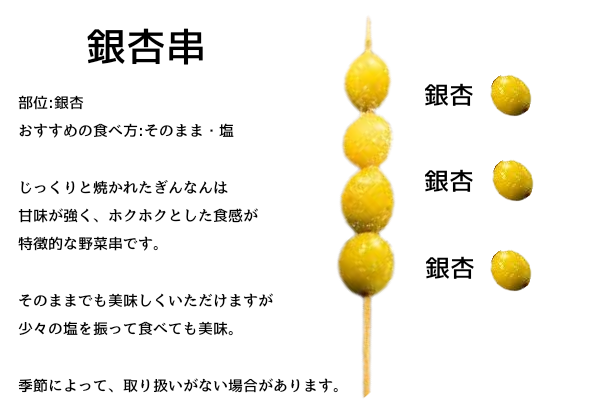 銀杏串
部位:銀杏
おすすめの食べ方:そのまま・塩
じっくりと焼かれたぎんなんは
甘味が強く、ホクホクとした食感が
特徴的な野菜串です。
そのままでも美味しくいただけますが
少々の塩を振って食べても美味。
季節によって、取り扱いがない場合があります。
銀杏
銀杏
銀杏